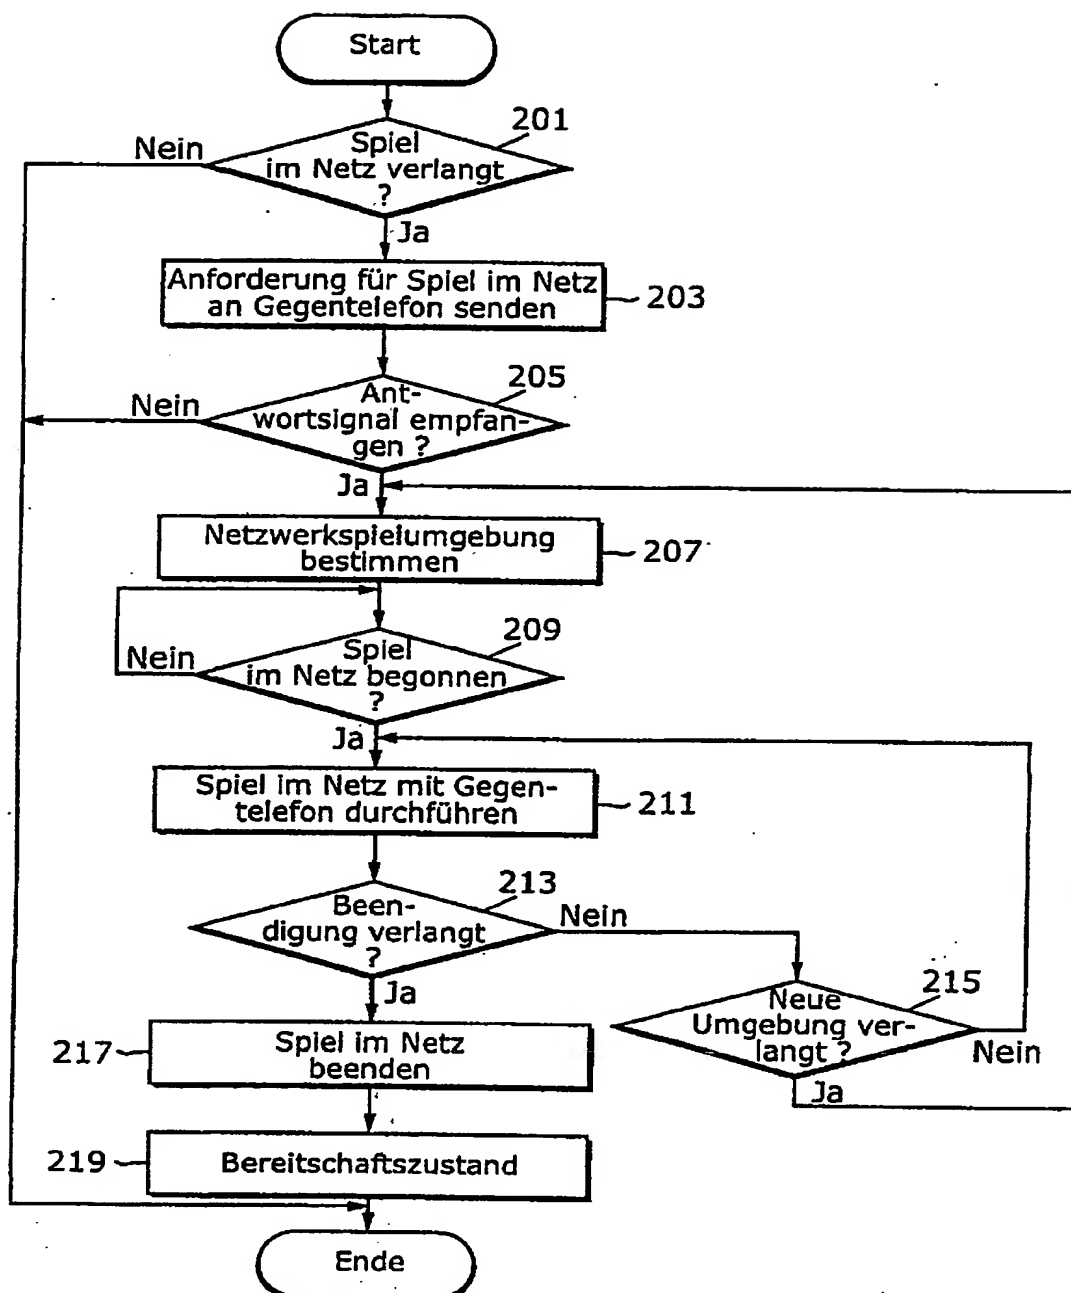 Start
201
Spiel
im Netz verlangt
?
Nein
Ja
Anforderung für Spiel im Netz
an Gegentelefon senden
203
205
Ant-
wortsignal empfan-
gen ?
Nein
Ja
Netzwerkspielumgebung
bestimmen
207
209
Spiel
im Netz begonnen
?
Nein
Ja
Spiel im Netz mit Gegen-
telefon durchführen
211
213
Been-
digung verlangt
?
Nein
Ja
215
Neue
Umgebung ver-
langt ?
Nein
Ja
217
Spiel im Netz
beenden
219
Bereitschaftszustand
Ende